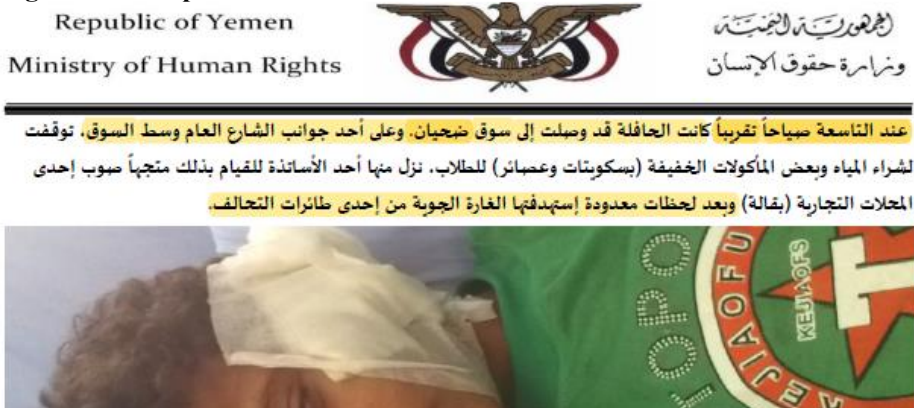 Republic of Yemen
Ministry of Human Rights
الجمهورية اليمنية
وزارة حقوق الإنسان
عند التاسعة صباحاً تقريباً كانت الحافلة قد وصلت إلى سوق ضحيان. وعلى أحد جوانب الشارع العام وسط السوق، توقفت
لشراء المياه وبعض المأكولات الخفيفة (بسكويتات وعصائر) للطلاب، نزل منها أحد الأساتذة للقيام بذلك متجهاً صوب إحدى
المحلات التجارية (بقالة) وبعد لحظات معدودة إستهدفتها الغارة الجوية من إحدى طائرات التحالف.
KEJIAOFS
KEJIAOFU